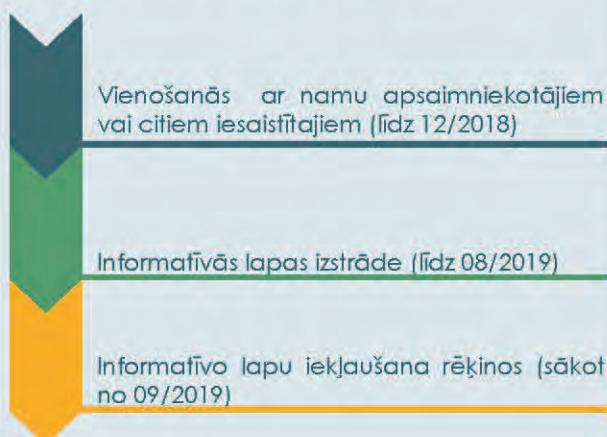 Vienošanās ar namu apsaimniekotājiem
vai citiem iesaistītajiem (līdz 12/2018)
Informatīvās lapas izstrāde (līdz 08/2019)
Informatīvo lapu iekļaušana rēķinos (sākot
no 09/2019)